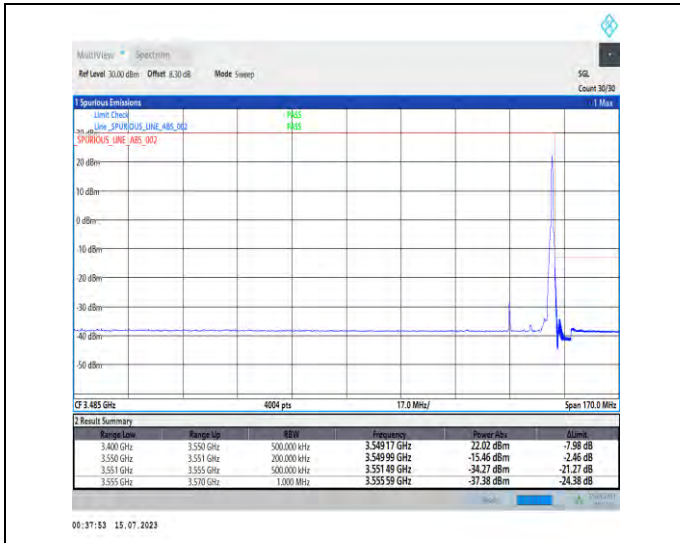 MultiView Spectrum
Ref Level 30.00 dBm Offset 8.30 dB Mode Sweep SGL
Count 30/30
1 Spurious Emissions 1 Max
Limit Check PASS
Line _SPURIOUS_LINE_ABS_002 PASS
_SPURIOUS_LINE_ABS_002
20 dBm
10 dBm
0 dBm
-10 dBm
-20 dBm
-30 dBm
-40 dBm
-50 dBm
CF 3.485 GHz 4004 pts 17.0 MHz/ Span 170.0 MHz
2 Result Summary
Range Low Range Up RBW Frequency Power Abs ΔLimit
3.400 GHz 3.550 GHz 500.000 kHz 3.549 17 GHz 22.02 dBm -7.98 dB
3.550 GHz 3.551 GHz 200.000 kHz 3.549 99 GHz -15.46 dBm -2.46 dB
3.551 GHz 3.555 GHz 500.000 kHz 3.551 49 GHz -34.27 dBm -21.27 dB
3.555 GHz 3.570 GHz 1.000 MHz 3.555 59 GHz -37.38 dBm -24.38 dB
00:37:53 15.07.2023